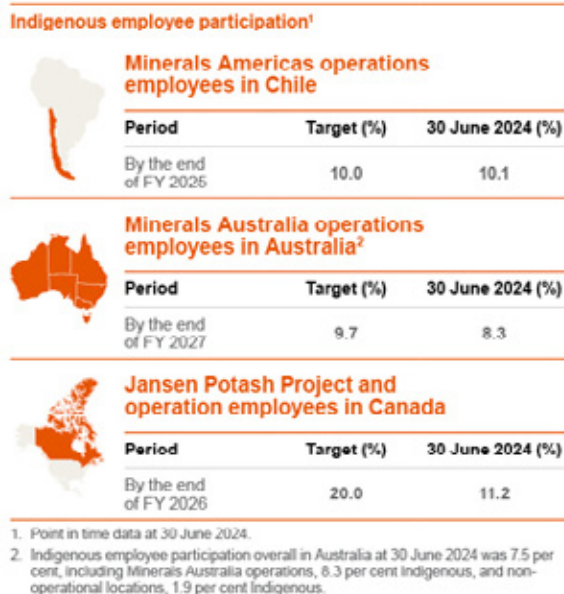 Indigenous employee participation¹
Minerals Americas operations
employees in Chile
Period Target (%) 30 June 2024 (%)
By the end
of FY 2025 10.0 10.1
Minerals Australia operations
employees in Australia²
Period Target (%) 30 June 2024 (%)
By the end
of FY 2027 9.7 8.3
Jansen Potash Project and
operation employees in Canada
Period Target (%) 30 June 2024 (%)
By the end
of FY 2026 20.0 11.2
1. Point in time data at 30 June 2024.
2. Indigenous employee participation overall in Australia at 30 June 2024 was 7.5 per
cent, including Minerals Australia operations, 8.3 per cent Indigenous, and non-
operational locations, 1.9 per cent Indigenous.